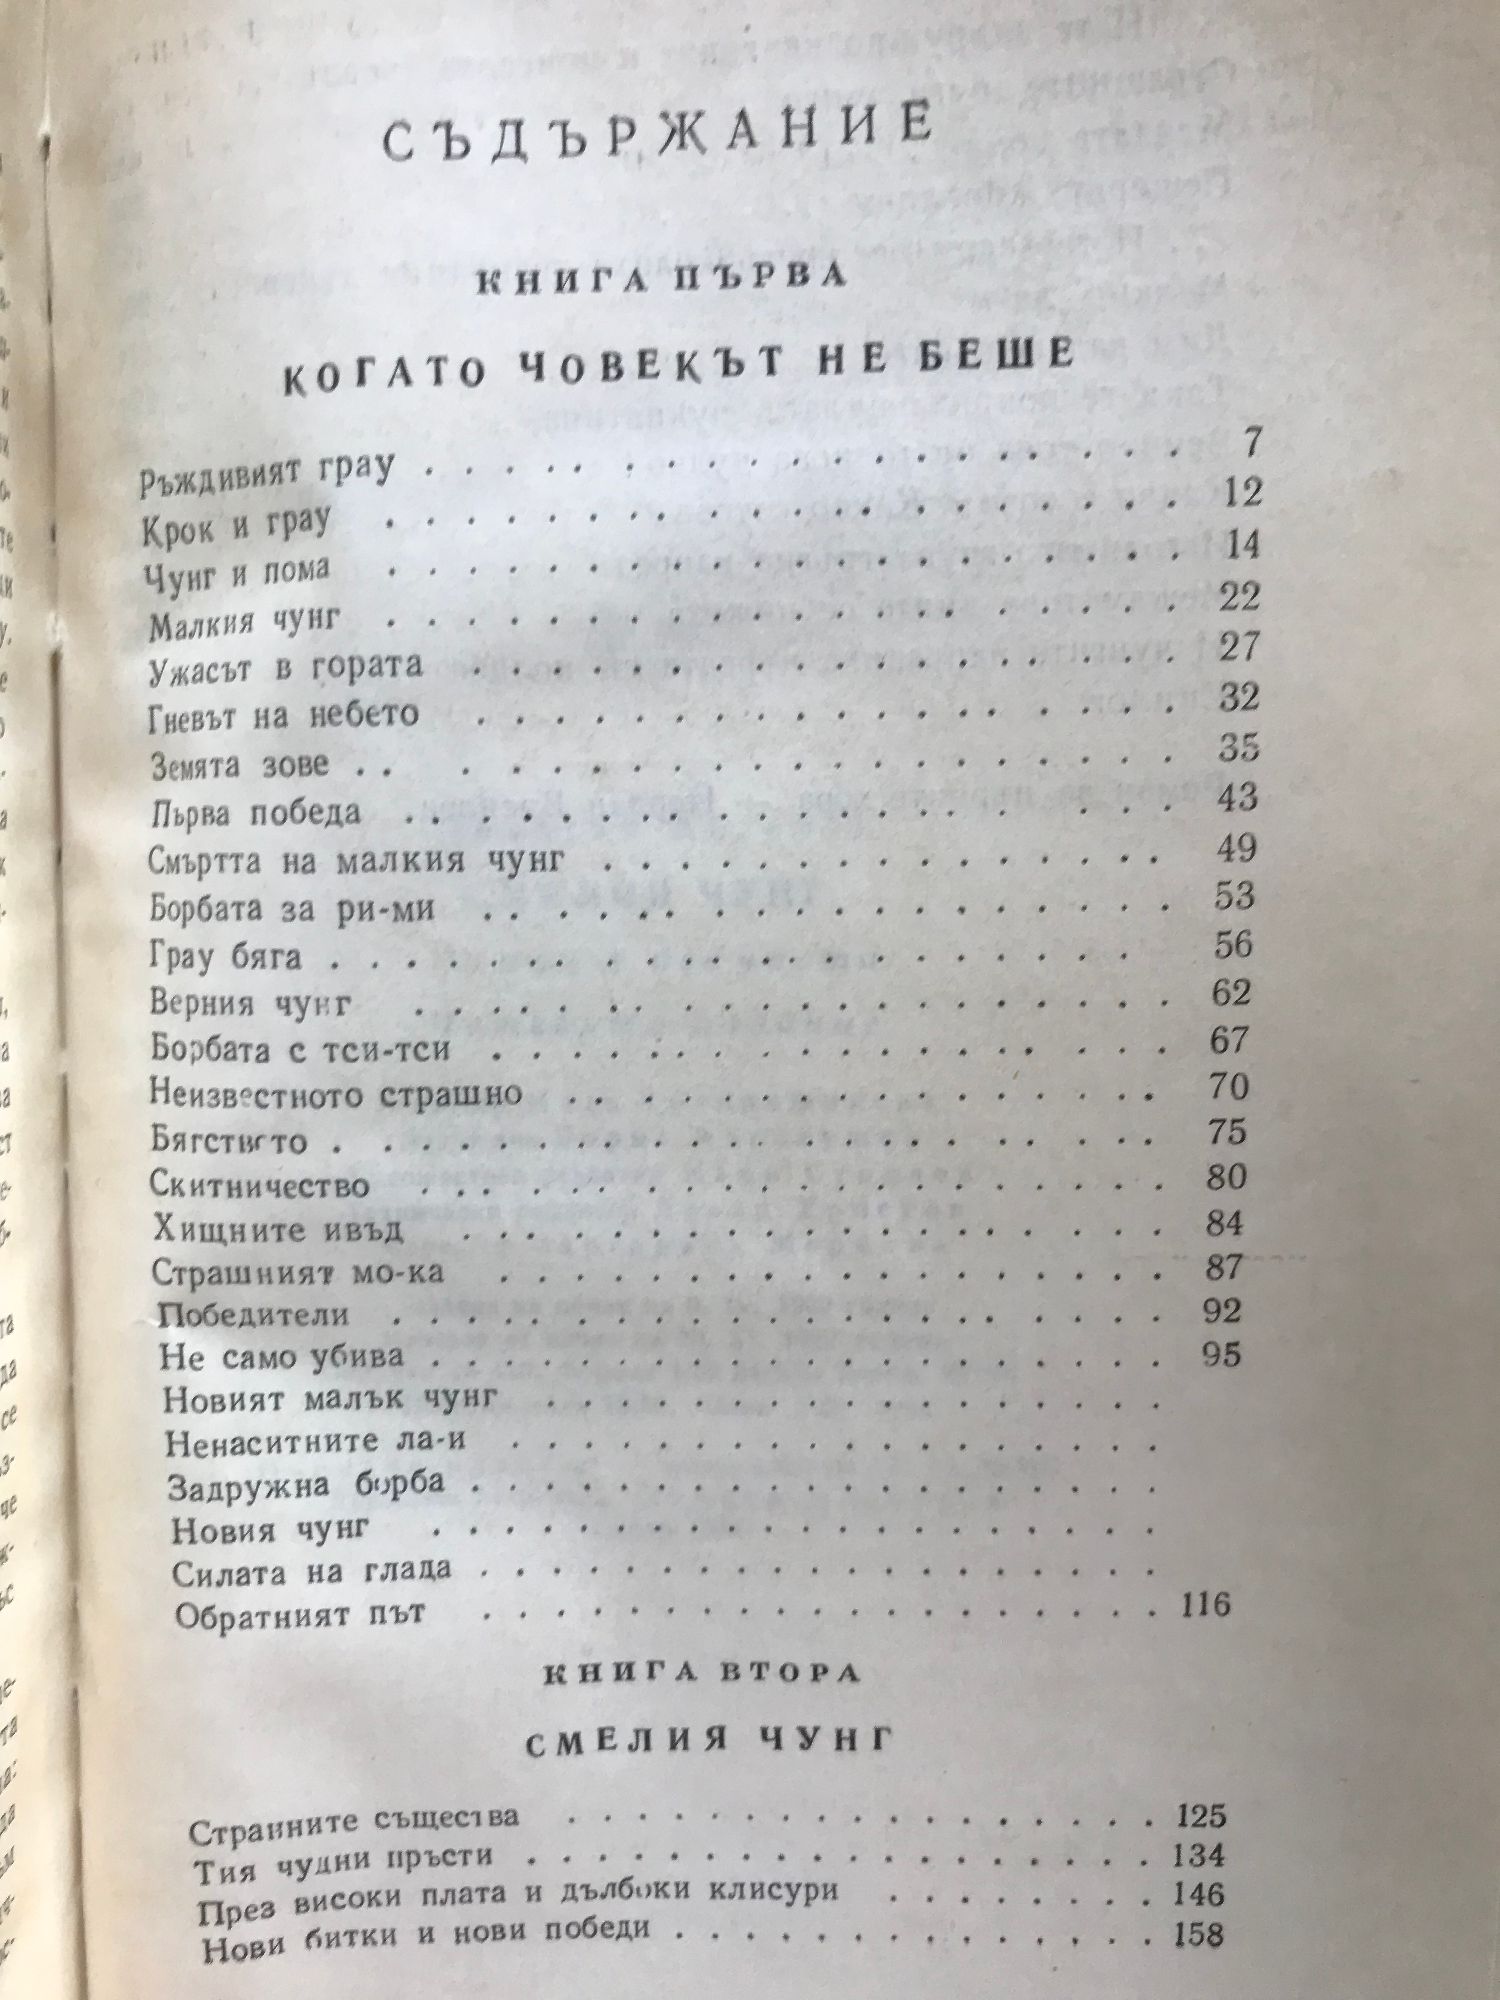 СЪДЪРЖАНИЕ
КНИГА ПЪРВА
КОГАТО ЧОВЕКЪТ НЕ БЕШЕ
Ръждивият грау . . . . . . . . . . . . . . . . . . 7
Крок и грау . . . . . . . . . . . . . . . . . . 12
Чунг и пома . . . . . . . . . . . . . . . . . . 14
Малкия чунг . . . . . . . . . . . . . . . . . . 22
Ужасът в гората . . . . . . . . . . . . . . . . . . 27
Гневът на небето . . . . . . . . . . . . . . . . . . 32
Земята зове . . . . . . . . . . . . . . . . . . 35
Първа победа . . . . . . . . . . . . . . . . . . 43
Смъртта на малкия чунг . . . . . . . . . . . . . . . 49
Борбата за ри-ми . . . . . . . . . . . . . . . . . . 53
Грау бяга . . . . . . . . . . . . . . . . . . 56
Верния чунг . . . . . . . . . . . . . . . . . . 62
Борбата с тси-тси . . . . . . . . . . . . . . . . . . 67
Неизвестното страшно . . . . . . . . . . . . . . . . 70
Бягството . . . . . . . . . . . . . . . . . . 75
Скитничество . . . . . . . . . . . . . . . . . . 80
Хищните ивъд . . . . . . . . . . . . . . . . . . 84
Страшният мо-ка . . . . . . . . . . . . . . . . . . 87
Победители . . . . . . . . . . . . . . . . . . 92
Не само убива . . . . . . . . . . . . . . . . . . 95
Новият малък чунг . . . . . . . . . . . . . . . . .
Ненаситните ла-и . . . . . . . . . . . . . . . . . .
Задружна борба . . . . . . . . . . . . . . . . . .
Новия чунг . . . . . . . . . . . . . . . . . .
Силата на глада . . . . . . . . . . . . . . . . . .
Обратният път . . . . . . . . . . . . . . . . . . 116
КНИГА ВТОРА
СМЕЛИЯ ЧУНГ
Странните същества . . . . . . . . . . . . . . . . . 125
Тия чудни пръсти . . . . . . . . . . . . . . . . . . 134
През високи плата и дълбоки клисури . . . . . . . . 146
Нови битки и нови победи . . . . . . . . . . . . . . 158